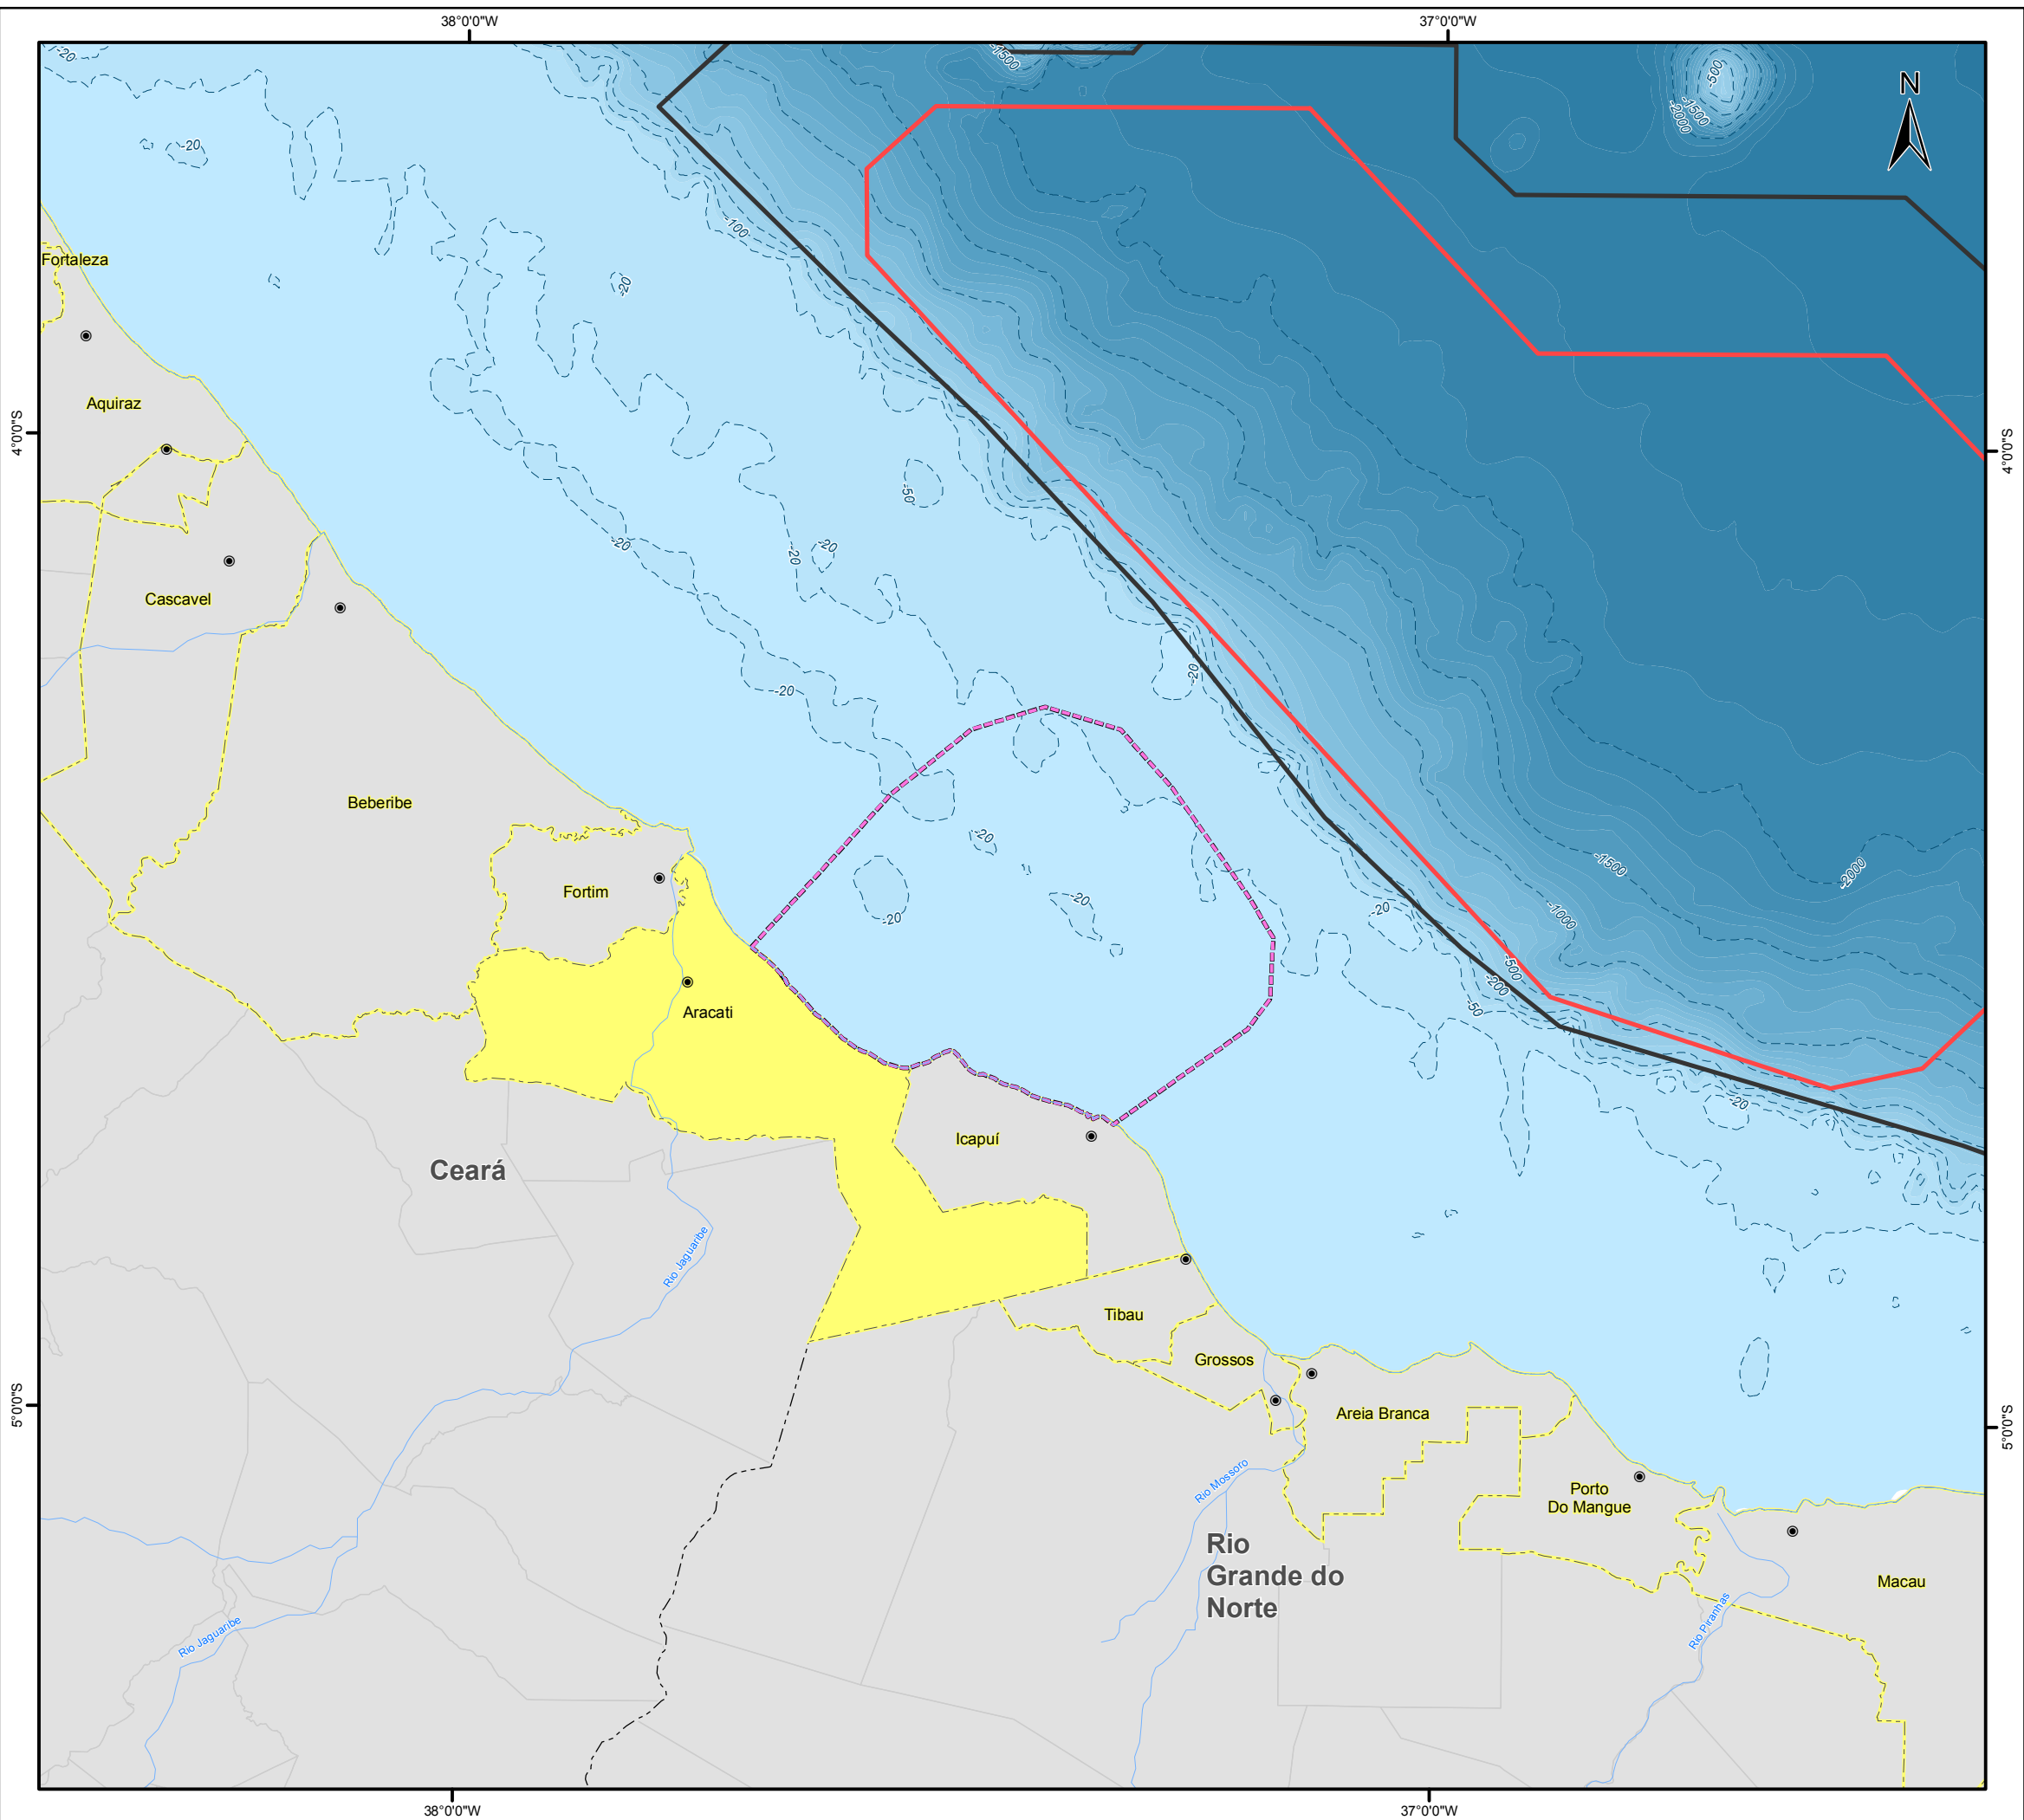 38°0'0"W
37°0'0"W
-20
-1500
-500
-1500
-2000
N
-20
-100
Fortaleza
-20
Aquiraz
4°0'0"S
4°0'0"S
-50
-20
-20
-20
Cascavel
-20
-20
Beberibe
-20
-1500
-2000
Fortim
-20
-20
-20
-1000
-500
-200
-50
Aracati
-20
Icapuí
Ceará
Rio Jaguaribe
Tibau
Grossos
Areia Branca
5°0'0"S
5°0'0"S
Rio Mossoro
Porto
Do Mangue
Rio
Grande do
Norte
Macau
Rio Jaguaribe
Rio Piranhas
38°0'0"W
37°0'0"W